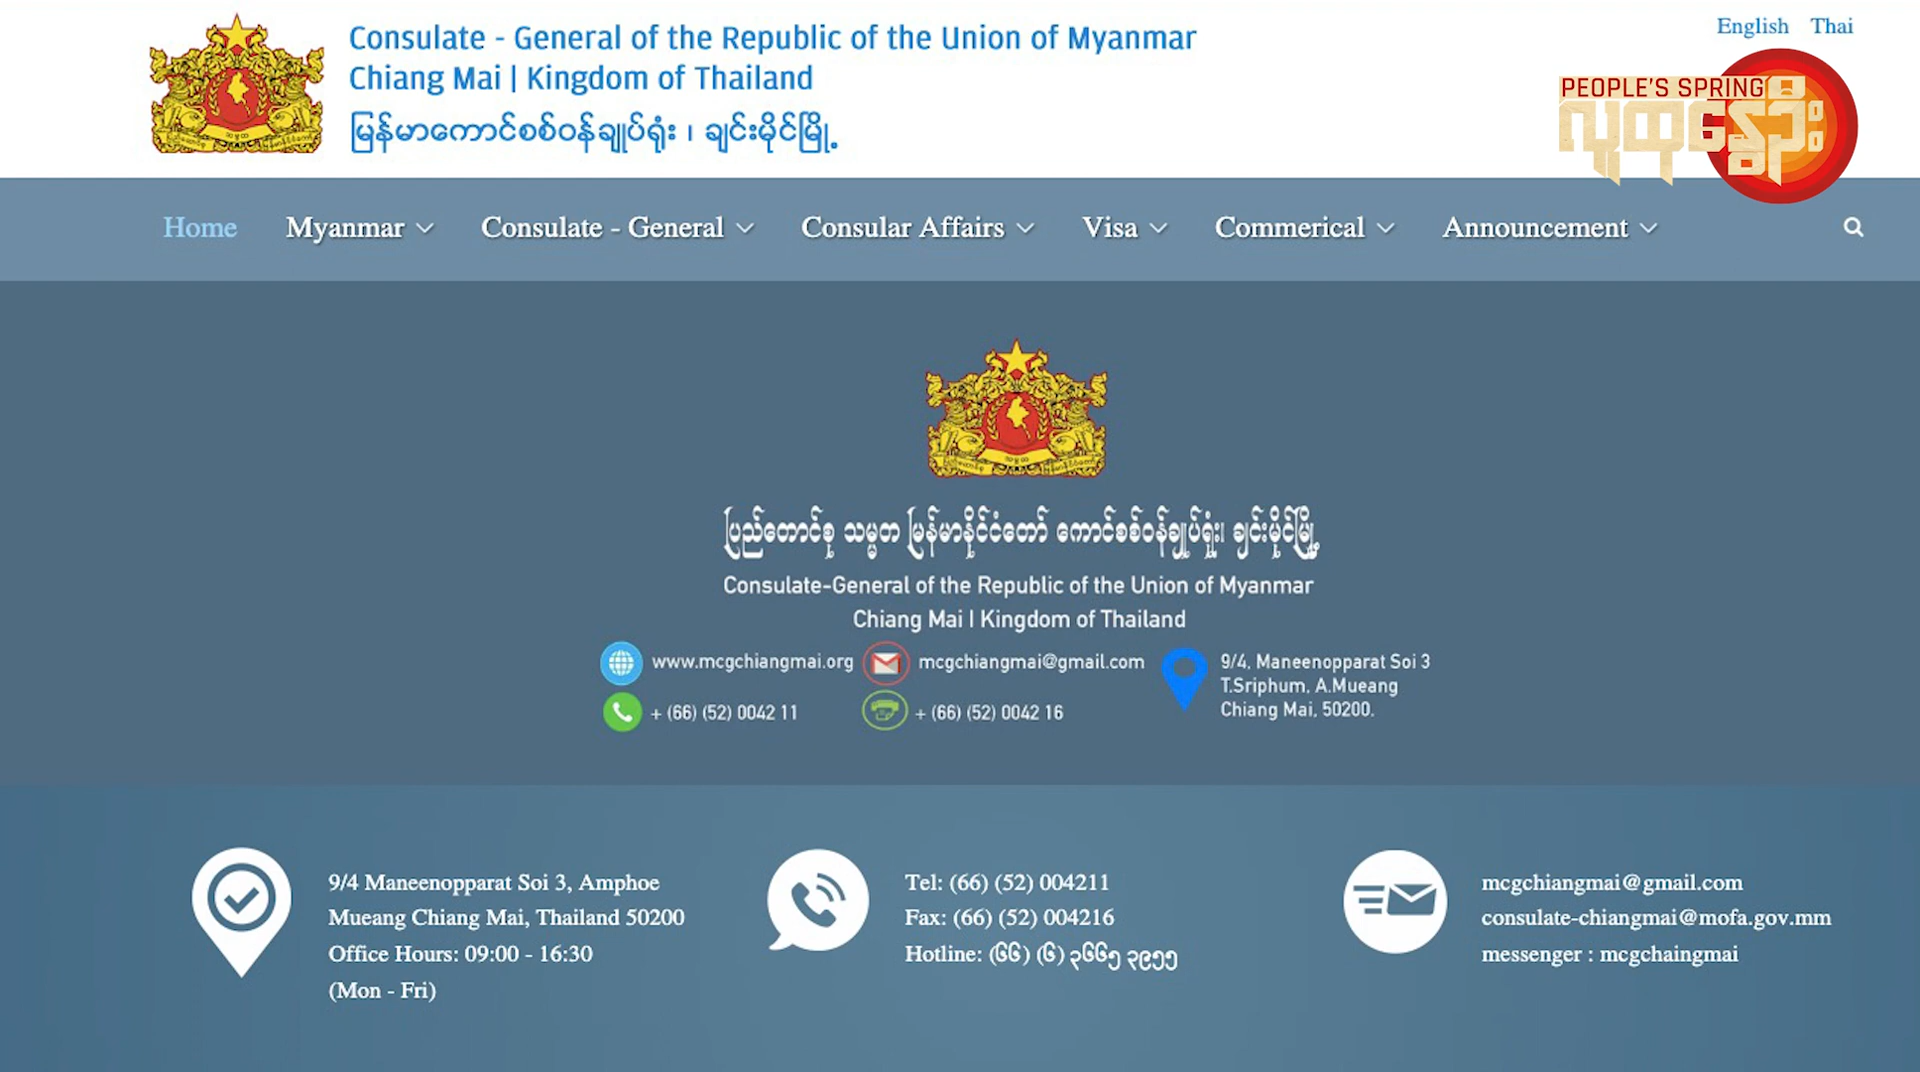 Consulate - General of the Republic of the Union of Myanmar
Chiang Mai | Kingdom of Thailand
မြန်မာကောင်စစ်ဝန်ချုပ်ရုံး ၊ ချင်းမိုင်မြို့
English Thai
PEOPLE'S SPRING
လူထုနွေဦး
Home Myanmar Consulate - General Consular Affairs Visa Commerical Announcement
ပြည်ထောင်စု သမ္မတ မြန်မာနိုင်ငံတော် ကောင်စစ်ဝန်ချုပ်ရုံး၊ ချင်းမိုင်မြို့
Consulate-General of the Republic of the Union of Myanmar
Chiang Mai | Kingdom of Thailand
www.mcgchiangmai.org mcgchiangmai@gmail.com 9/4, Maneenopparat Soi 3
T.Sriphum, A.Mueang
+ (66) (52) 0042 11 + (66) (52) 0042 16 Chiang Mai, 50200.
9/4 Maneenopparat Soi 3, Amphoe
Mueang Chiang Mai, Thailand 50200
Office Hours: 09:00 - 16:30
(Mon - Fri)
Tel: (66) (52) 004211
Fax: (66) (52) 004216
Hotline: (၆၆) (၆) ၃၆၆၅ ၃၉၅၅
mcgchiangmai@gmail.com
consulate-chiangmai@mofa.gov.mm
messenger : mcgchaingmai